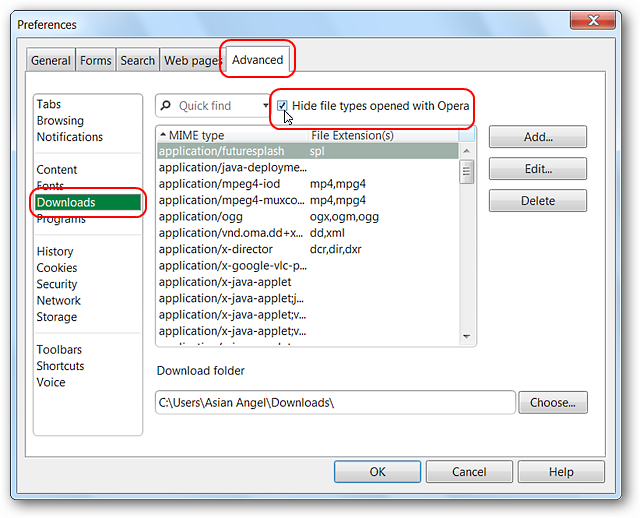 Preferences
General Forms Search Web pages Advanced
Tabs
Browsing
Notifications
Content
Fonts
Downloads
Programs
History
Cookies
Security
Network
Storage
Toolbars
Shortcuts
Voice
Quick find
Hide file types opened with Opera
MIME type File Extension(s)
application/futuresplash spl
application/java-deployme...
application/mpeg4-iod mp4,mpg4
application/mpeg4-muxco... mp4,mpg4
application/ogg ogx,ogm,ogg
application/vnd.oma.dd+x... dd,xml
application/x-director dcr,dir,dxr
application/x-google-vlc-p...
application/x-java-applet
application/x-java-applet;j...
application/x-java-applet;v...
application/x-java-applet;v...
Add...
Edit...
Delete
Download folder
C:\Users\Asian Angel\Downloads\
Choose...
OK Cancel Help